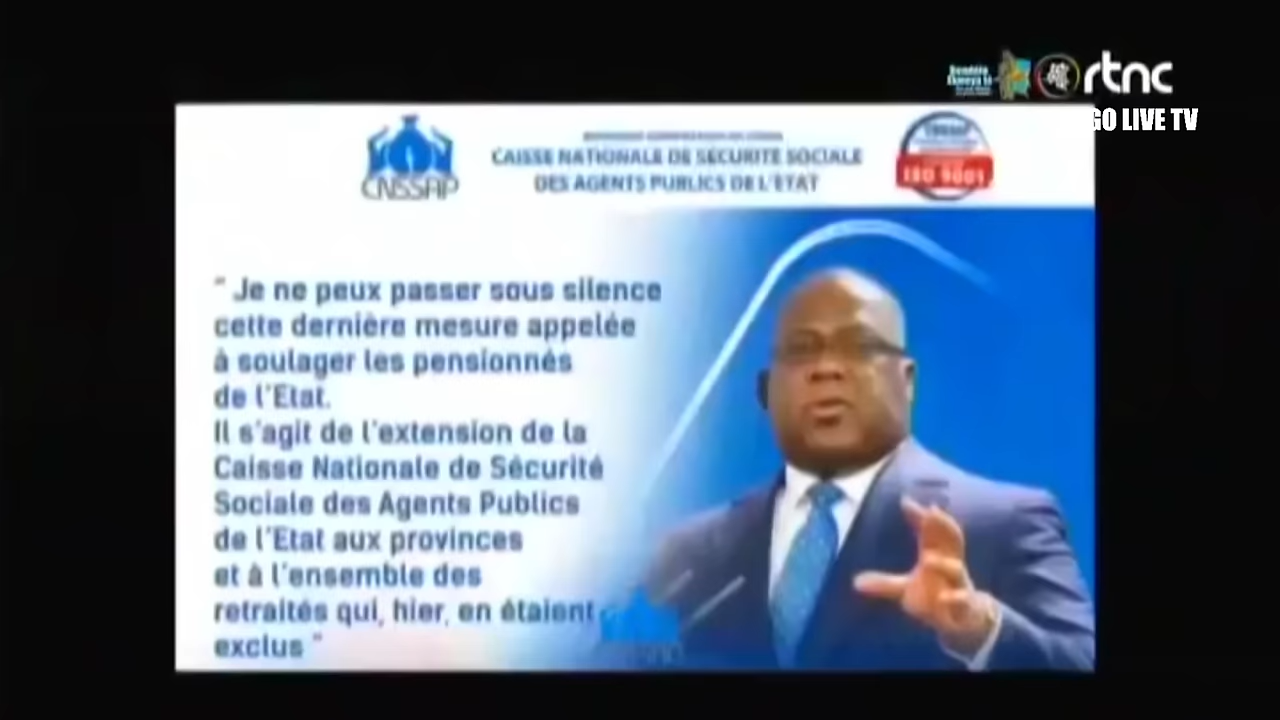 rtnc
GO LIVE TV
CNSSAP
CAISSE NATIONALE DE SECURITE SOCIALE
DES AGENTS PUBLICS DE L'ETAT
ISO 9001
" Je ne peux passer sous silence
cette dernière mesure appelée
à soulager les pensionnés
de l'Etat.
Il s'agit de l'extension de la
Caisse Nationale de Sécurité
Sociale des Agents Publics
de l'Etat aux provinces
et à l'ensemble des
retraités qui, hier, en étaient
exclus "